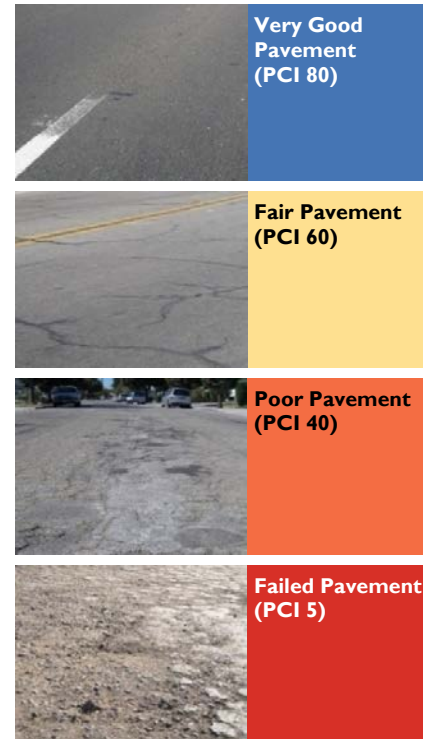 Very Good
Pavement
(PCI 80)
Fair Pavement
(PCI 60)
Poor Pavement
(PCI 40)
Failed Pavement
(PCI 5)